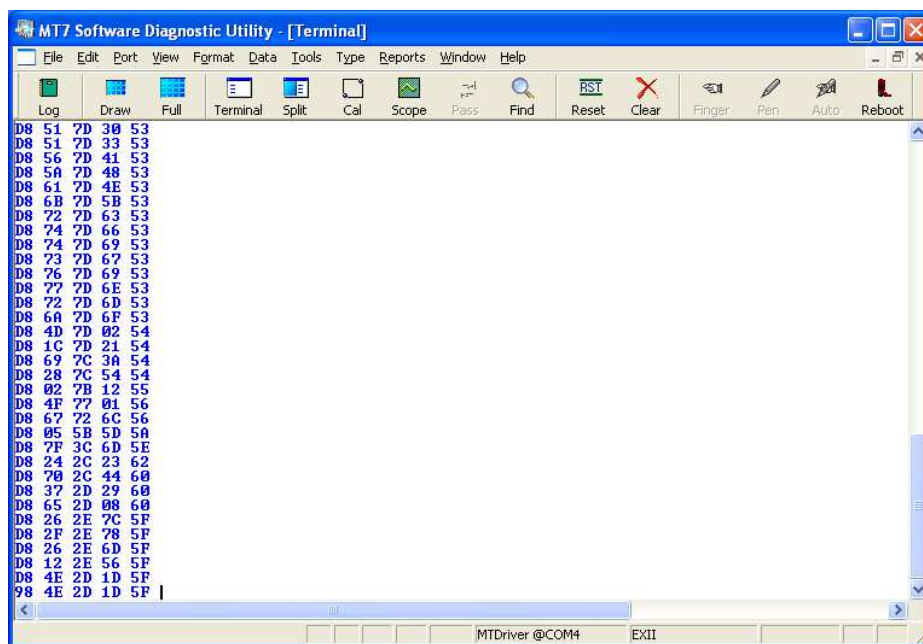 MT7 Software Diagnostic Utility - [Terminal]
File Edit Port View Format Data Tools Type Reports Window Help
Log Draw Full Terminal Split Cal Scope Pass Find RST Reset Clear Finger Pen Auto Reboot
D8 51 7D 30 53
D8 51 7D 33 53
D8 56 7D 41 53
D8 5A 7D 48 53
D8 61 7D 4E 53
D8 6B 7D 5B 53
D8 72 7D 63 53
D8 74 7D 66 53
D8 74 7D 69 53
D8 73 7D 67 53
D8 76 7D 69 53
D8 77 7D 6E 53
D8 72 7D 6D 53
D8 6A 7D 6F 53
D8 4D 7D 02 54
D8 1C 7D 21 54
D8 69 7C 3A 54
D8 28 7C 54 54
D8 02 7B 12 55
D8 4F 77 01 56
D8 67 72 6C 56
D8 05 5B 5D 5A
D8 7F 3C 6D 5E
D8 24 2C 23 62
D8 70 2C 44 60
D8 37 2D 29 60
D8 65 2D 08 60
D8 26 2E 7C 5F
D8 2F 2E 78 5F
D8 26 2E 6D 5F
D8 12 2E 56 5F
D8 4E 2D 1D 5F
98 4E 2D 1D 5F
MTDriver @COM4 EXII